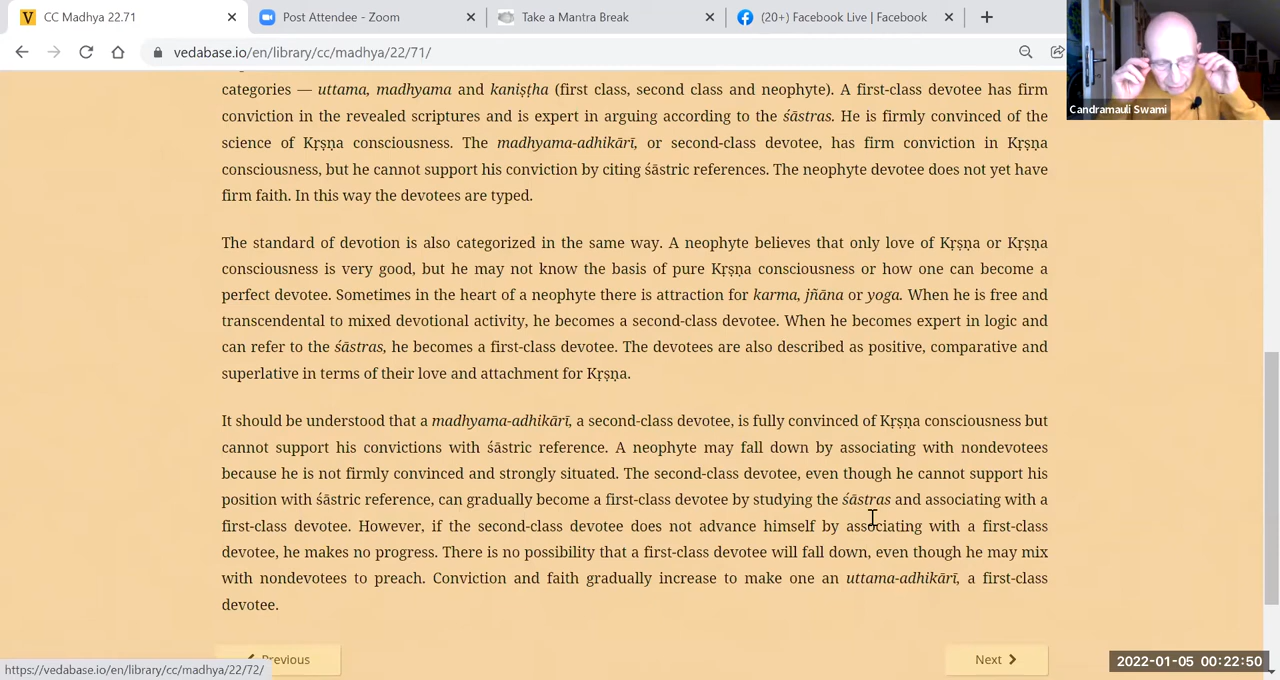 CC Madhya 22.71
Post Attendee - Zoom
Take a Mantra Break
(20+) Facebook Live | Facebook
vedabase.io/en/library/cc/madhya/22/71/
Candramauli Swami
categories — uttama, madhyama and kaniṣṭha (first class, second class and neophyte). A first-class devotee has firm
conviction in the revealed scriptures and is expert in arguing according to the śāstras. He is firmly convinced of the
science of Kṛṣṇa consciousness. The madhyama-adhikārī, or second-class devotee, has firm conviction in Kṛṣṇa
consciousness, but he cannot support his conviction by citing śāstric references. The neophyte devotee does not yet have
firm faith. In this way the devotees are typed.
The standard of devotion is also categorized in the same way. A neophyte believes that only love of Kṛṣṇa or Kṛṣṇa
consciousness is very good, but he may not know the basis of pure Kṛṣṇa consciousness or how one can become a
perfect devotee. Sometimes in the heart of a neophyte there is attraction for karma, jñāna or yoga. When he is free and
transcendental to mixed devotional activity, he becomes a second-class devotee. When he becomes expert in logic and
can refer to the śāstras, he becomes a first-class devotee. The devotees are also described as positive, comparative and
superlative in terms of their love and attachment for Kṛṣṇa.
It should be understood that a madhyama-adhikārī, a second-class devotee, is fully convinced of Kṛṣṇa consciousness but
cannot support his convictions with śāstric reference. A neophyte may fall down by associating with nondevotees
because he is not firmly convinced and strongly situated. The second-class devotee, even though he cannot support his
position with śāstric reference, can gradually become a first-class devotee by studying the śāstras and associating with a
first-class devotee. However, if the second-class devotee does not advance himself by associating with a first-class
devotee, he makes no progress. There is no possibility that a first-class devotee will fall down, even though he may mix
with nondevotees to preach. Conviction and faith gradually increase to make one an uttama-adhikārī, a first-class
devotee.
Previous
Next
https://vedabase.io/en/library/cc/madhya/22/72/
2022-01-05 00:22:50